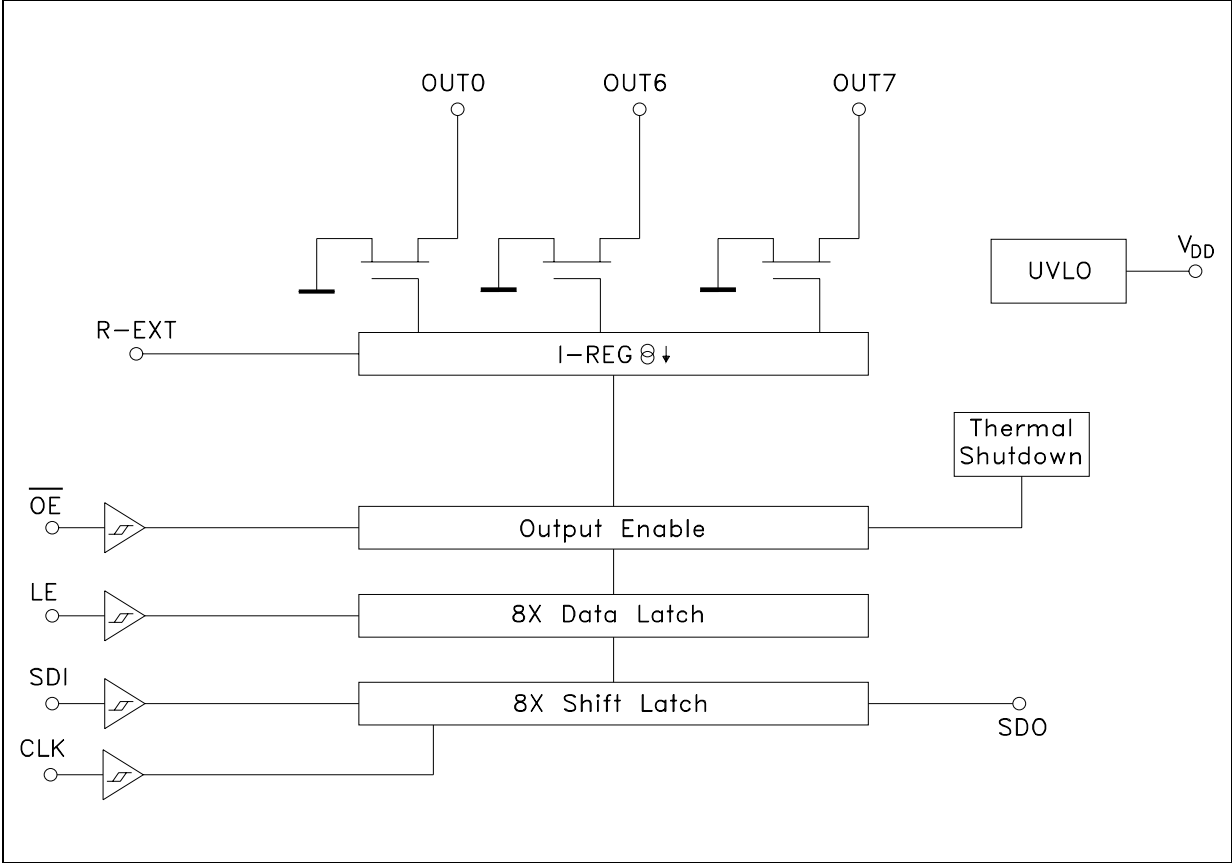 OUT0 OUT6 OUT7
VDD
UVLO
R-EXT
I-REG
Thermal
Shutdown
OE
Output Enable
LE
8X Data Latch
SDI
8X Shift Latch
SDO
CLK